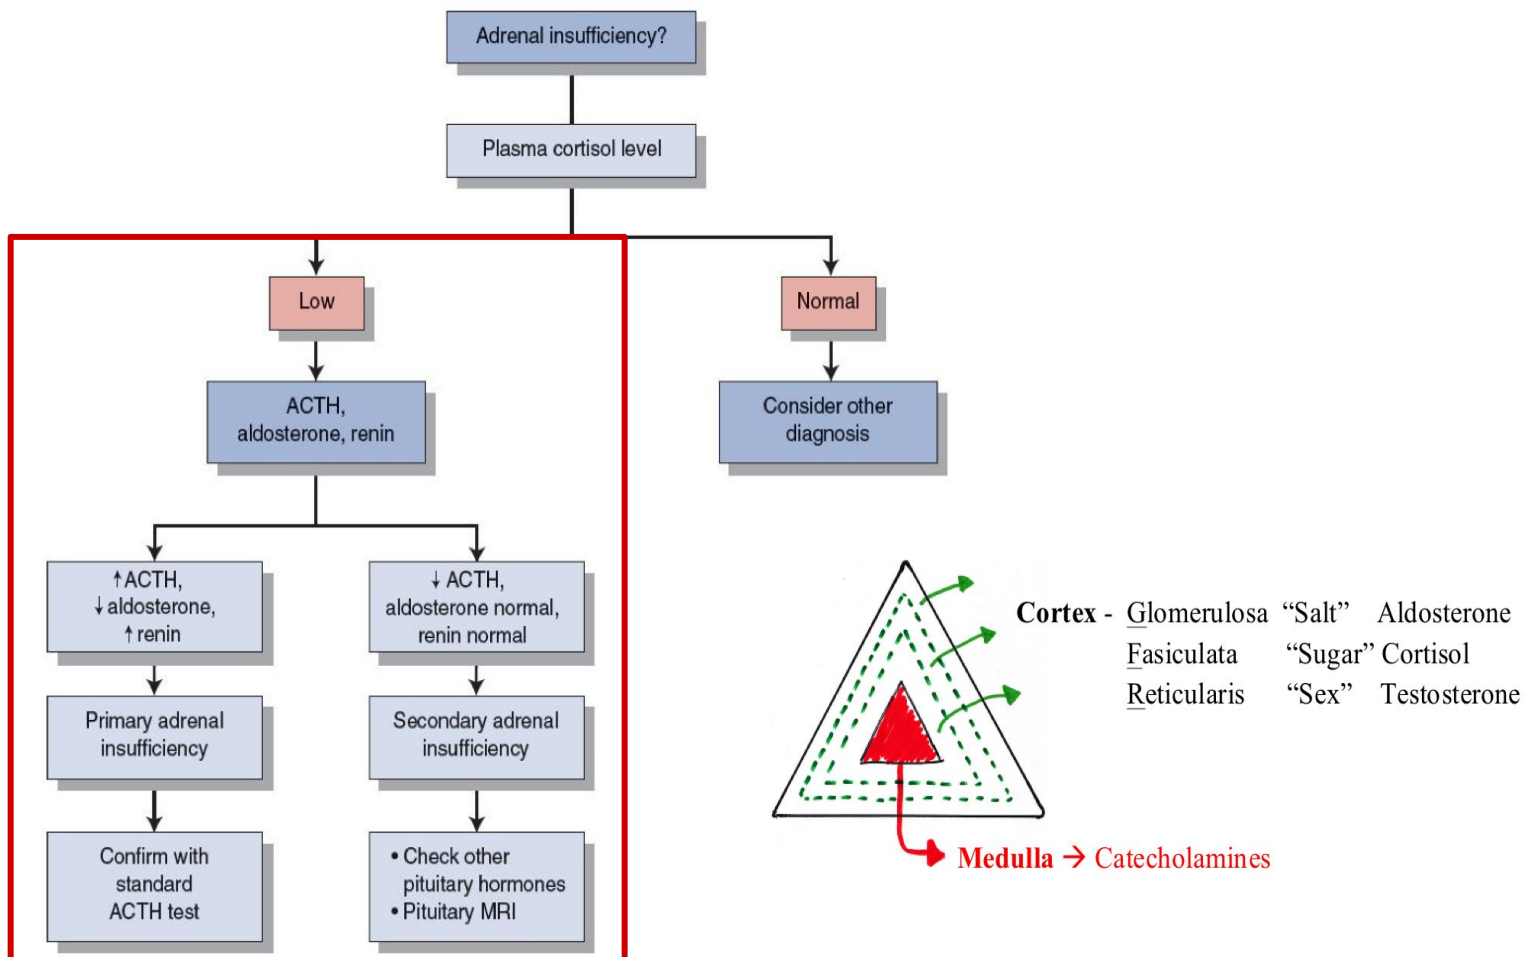 Adrenal insufficiency?
Plasma cortisol level
Low
Normal
ACTH,
aldosterone, renin
Consider other
diagnosis
↑ACTH,
↓aldosterone,
↑renin
↓ACTH,
aldosterone normal,
renin normal
Primary adrenal
insufficiency
Secondary adrenal
insufficiency
Confirm with
standard
ACTH test
• Check other
pituitary hormones
• Pituitary MRI
Cortex - Glomerulosa “Salt” Aldosterone
Fasiculata “Sugar” Cortisol
Reticularis “Sex” Testosterone
Medulla → Catecholamines